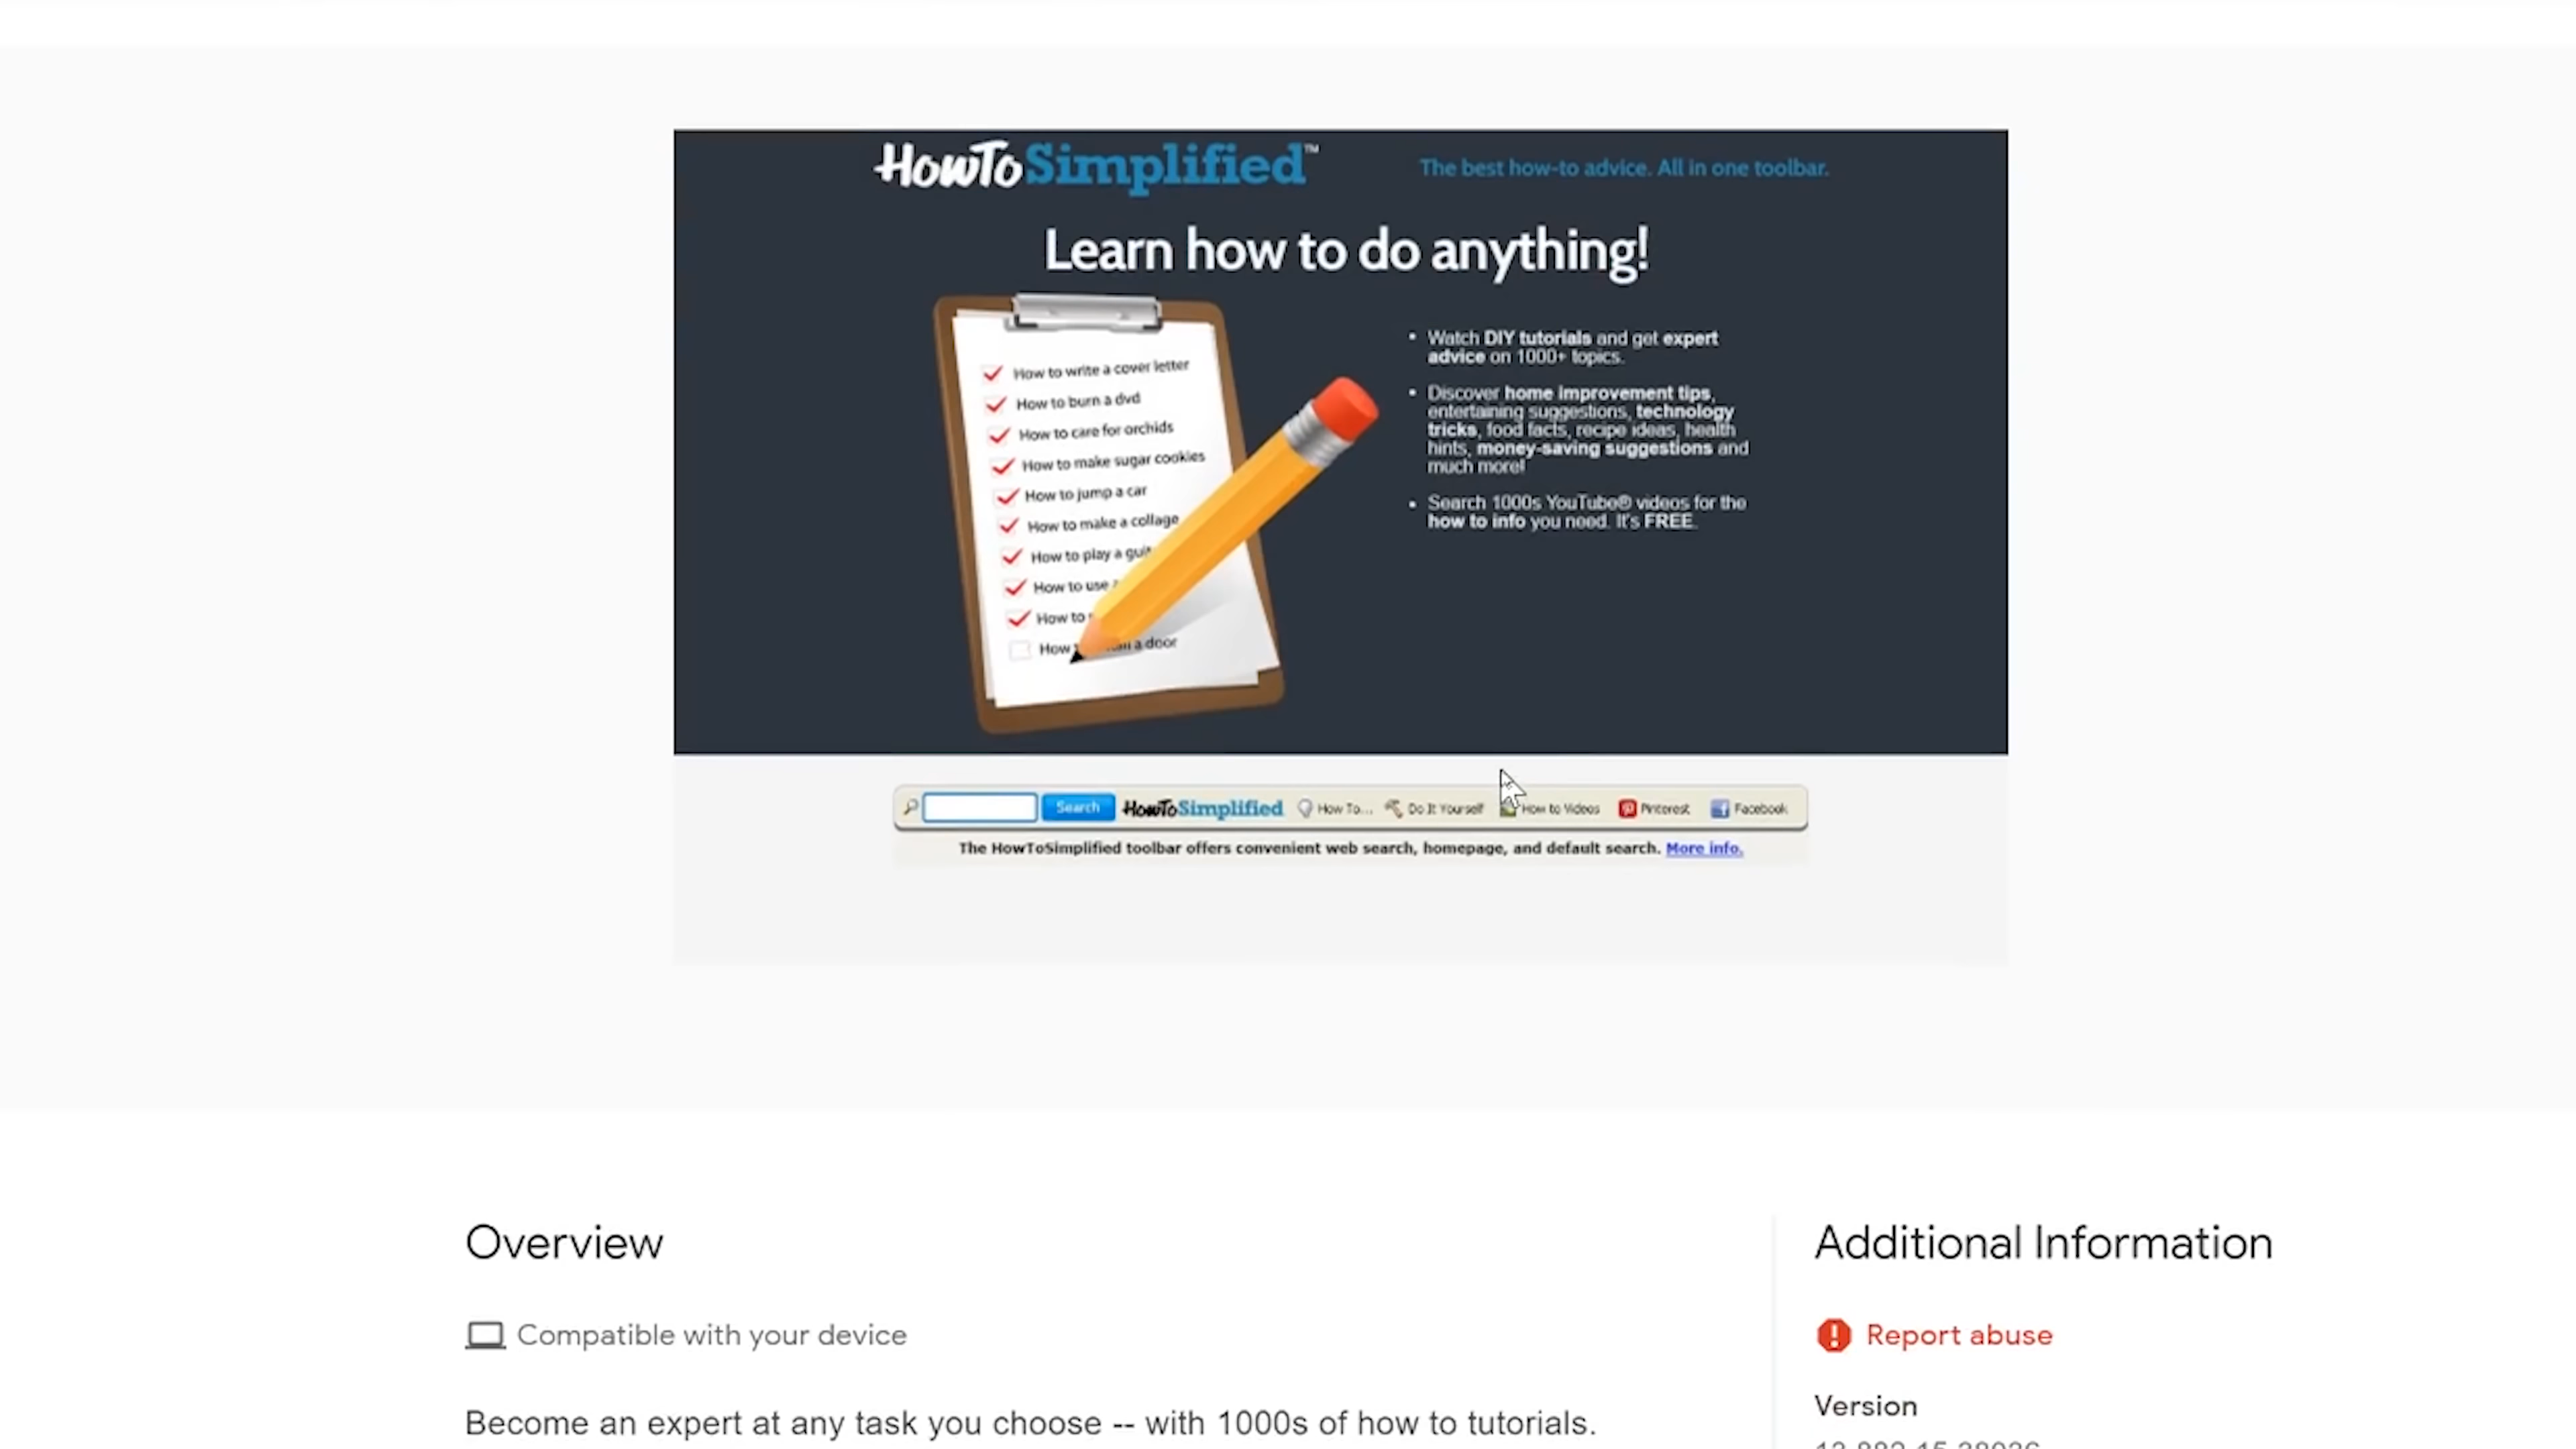 HowToSimplified™
The best how-to advice. All in one toolbar.
Learn how to do anything!
How to write a cover letter
How to burn a dvd
How to care for orchids
How to make sugar cookies
How to jump a car
How to make a collage
How to play a
How to use
How to
How a door
• Watch DIY tutorials and get expert
advice on 1000+ topics.
• Discover home improvement tips,
entertaining suggestions, technology
tricks, food facts, recipe ideas, health
hints, money-saving suggestions and
much more!
• Search 1000s YouTube® videos for the
how to info you need. It's FREE.
Search HowToSimplified How To... Do It Yourself How to Videos Pinterest Facebook
The HowToSimplified toolbar offers convenient web search, homepage, and default search. More info.
Overview
Compatible with your device
Become an expert at any task you choose -- with 1000s of how to tutorials.
Additional Information
Report abuse
Version